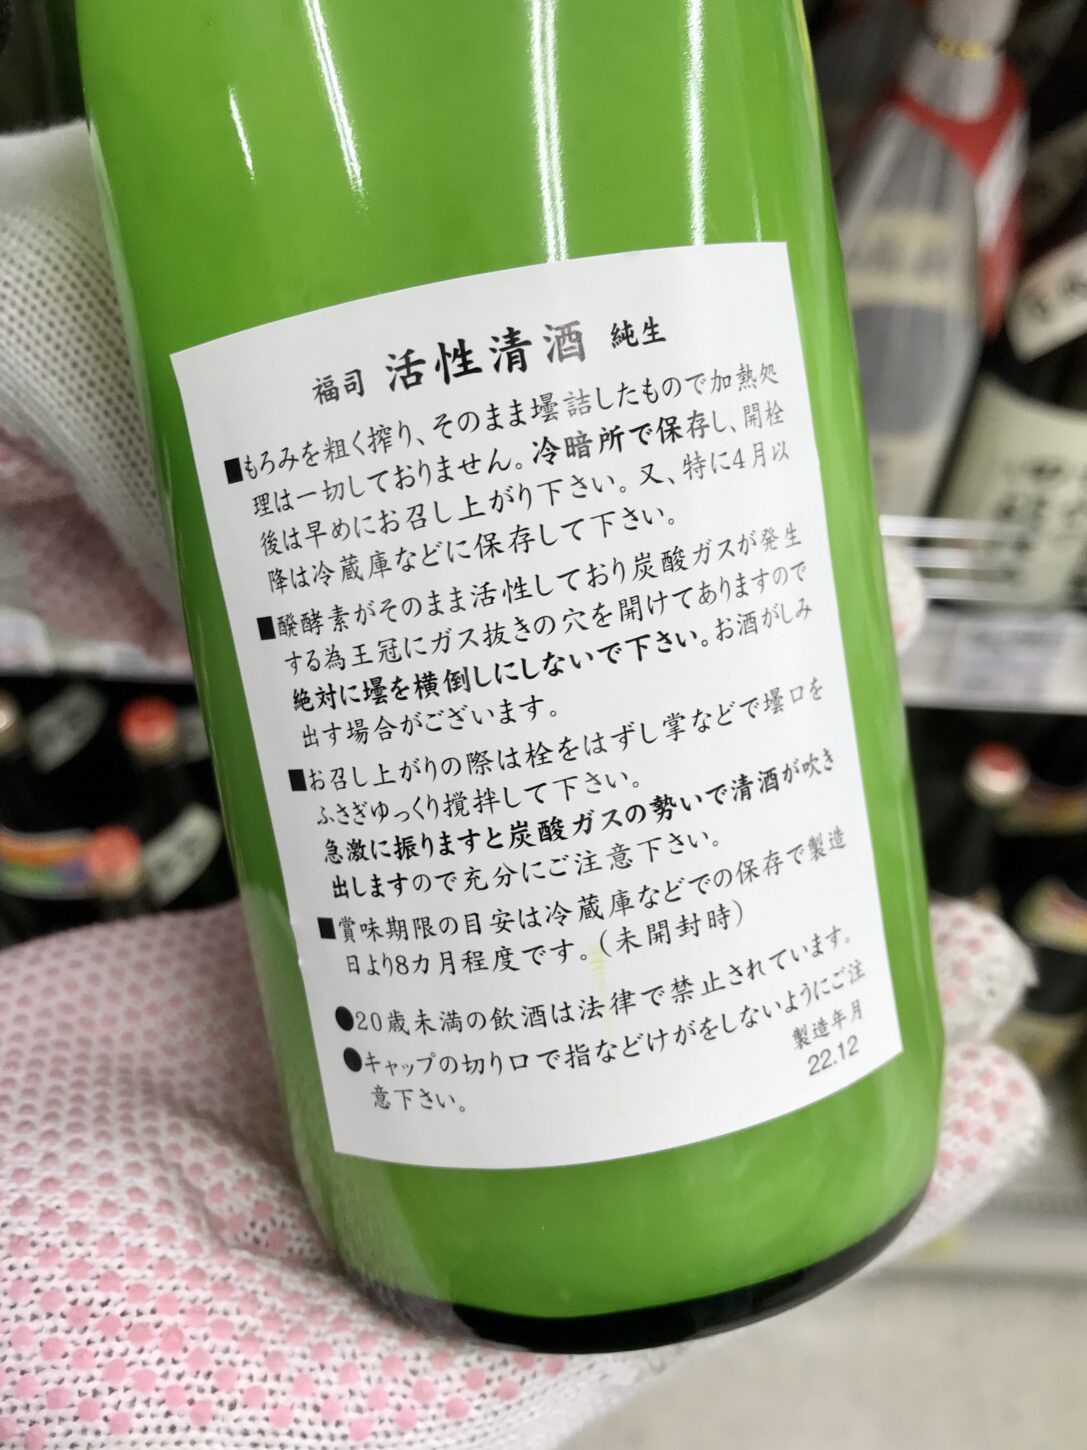 福司 活性清酒 純生
■もろみを粗く搾り、そのまま壜詰したもので加熱処
理は一切しておりません。冷暗所で保存し、開栓
後は早めにお召し上がり下さい。又、特に4月以
降は冷蔵庫などに保存して下さい。
■醗酵素がそのまま活性しており炭酸ガスが発生
する為王冠にガス抜きの穴を開けてありますので
絶対に壜を横倒しにしないで下さい。お酒がしみ
出す場合がございます。
■お召し上がりの際は栓をはずし掌などで壜口を
ふさぎゆっくり撹拌して下さい。
急激に振りますと炭酸ガスの勢いで清酒が吹き
出しますので充分にご注意下さい。
■賞味期限の目安は冷蔵庫などでの保存で製造
日より8カ月程度です。(未開封時)
●20歳未満の飲酒は法律で禁止されています。
●キャップの切り口で指などけがをしないようにご注
意下さい。
製造年月
22.12